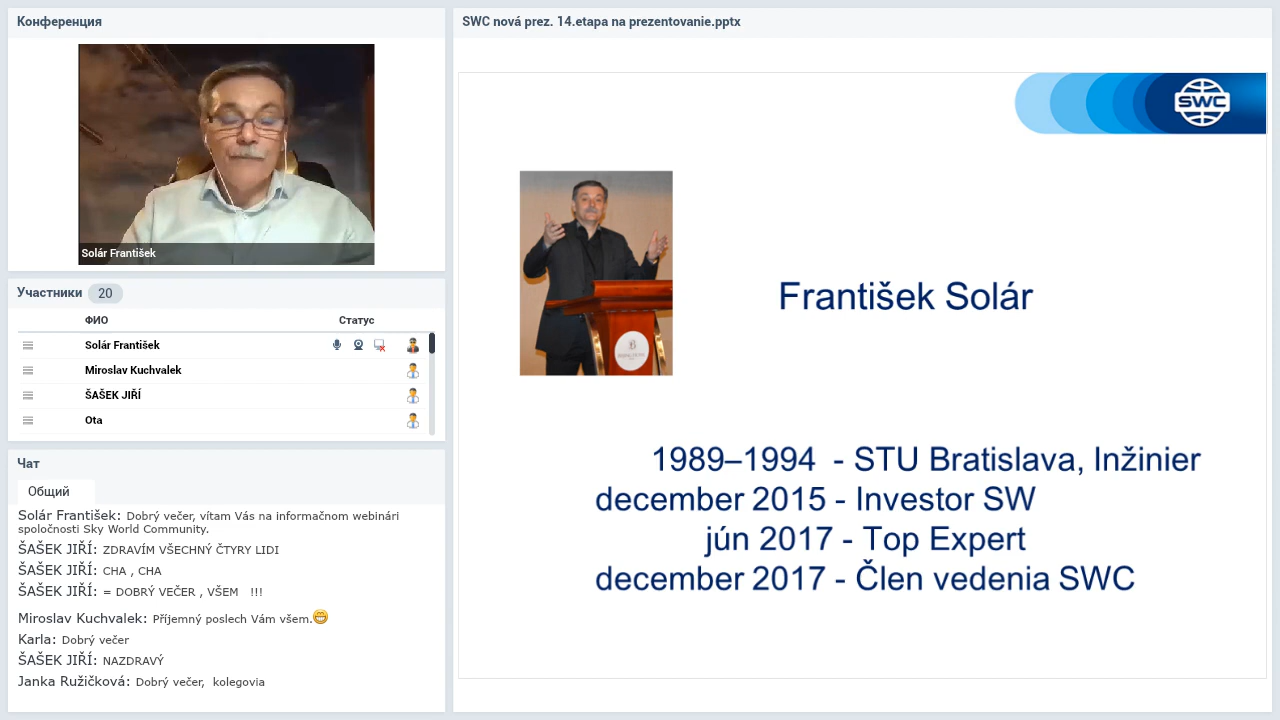 Конференция
Solár František
Участники 20
ФИО Статус
Solár František
Miroslav Kuchvalek
ŠAŠEK JIŘÍ
Ota
Чат
Общий
Solár František: Dobrý večer, vítam Vás na informačnom webinári
spoločnosti Sky World Community.
ŠAŠEK JIŘÍ: ZDRAVÍM VŠECHNÝ ČTYRY LIDI
ŠAŠEK JIŘÍ: CHA , CHA
ŠAŠEK JIŘÍ: = DOBRÝ VEČER , VŠEM !!!
Miroslav Kuchvalek: Příjemný poslech Vám všem.
Karla: Dobrý večer
ŠAŠEK JIŘÍ: NAZDRAVÝ
Janka Ružičková: Dobrý večer, kolegovia
SWC nová prez. 14.etapa na prezentovanie.pptx
SWC
František Solár
1989–1994 - STU Bratislava, Inžinier
december 2015 - Investor SW
jún 2017 - Top Expert
december 2017 - Člen vedenia SWC